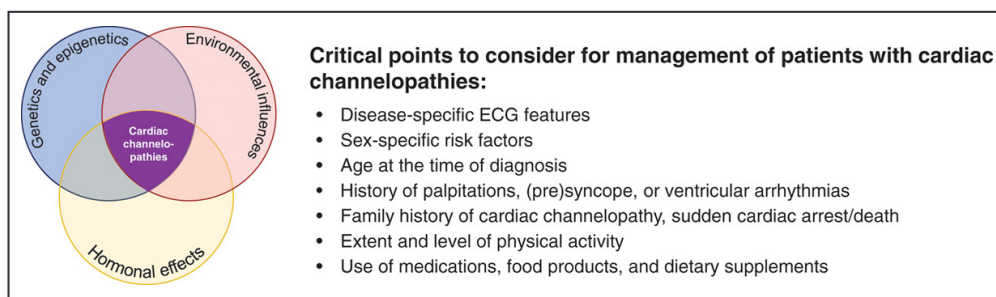 Genetics and epigenetics
Environmental influences
Cardiac
channelo-
pathies
Hormonal effects
Critical points to consider for management of patients with cardiac
channelopathies:
• Disease-specific ECG features
• Sex-specific risk factors
• Age at the time of diagnosis
• History of palpitations, (pre)syncope, or ventricular arrhythmias
• Family history of cardiac channelopathy, sudden cardiac arrest/death
• Extent and level of physical activity
• Use of medications, food products, and dietary supplements